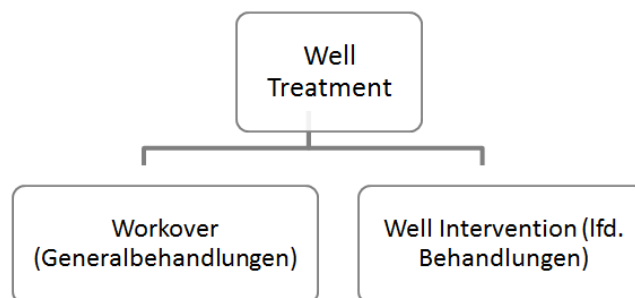 Well
Treatment
Workover
(Generalbehandlungen)
Well Intervention (lfd.
Behandlungen)